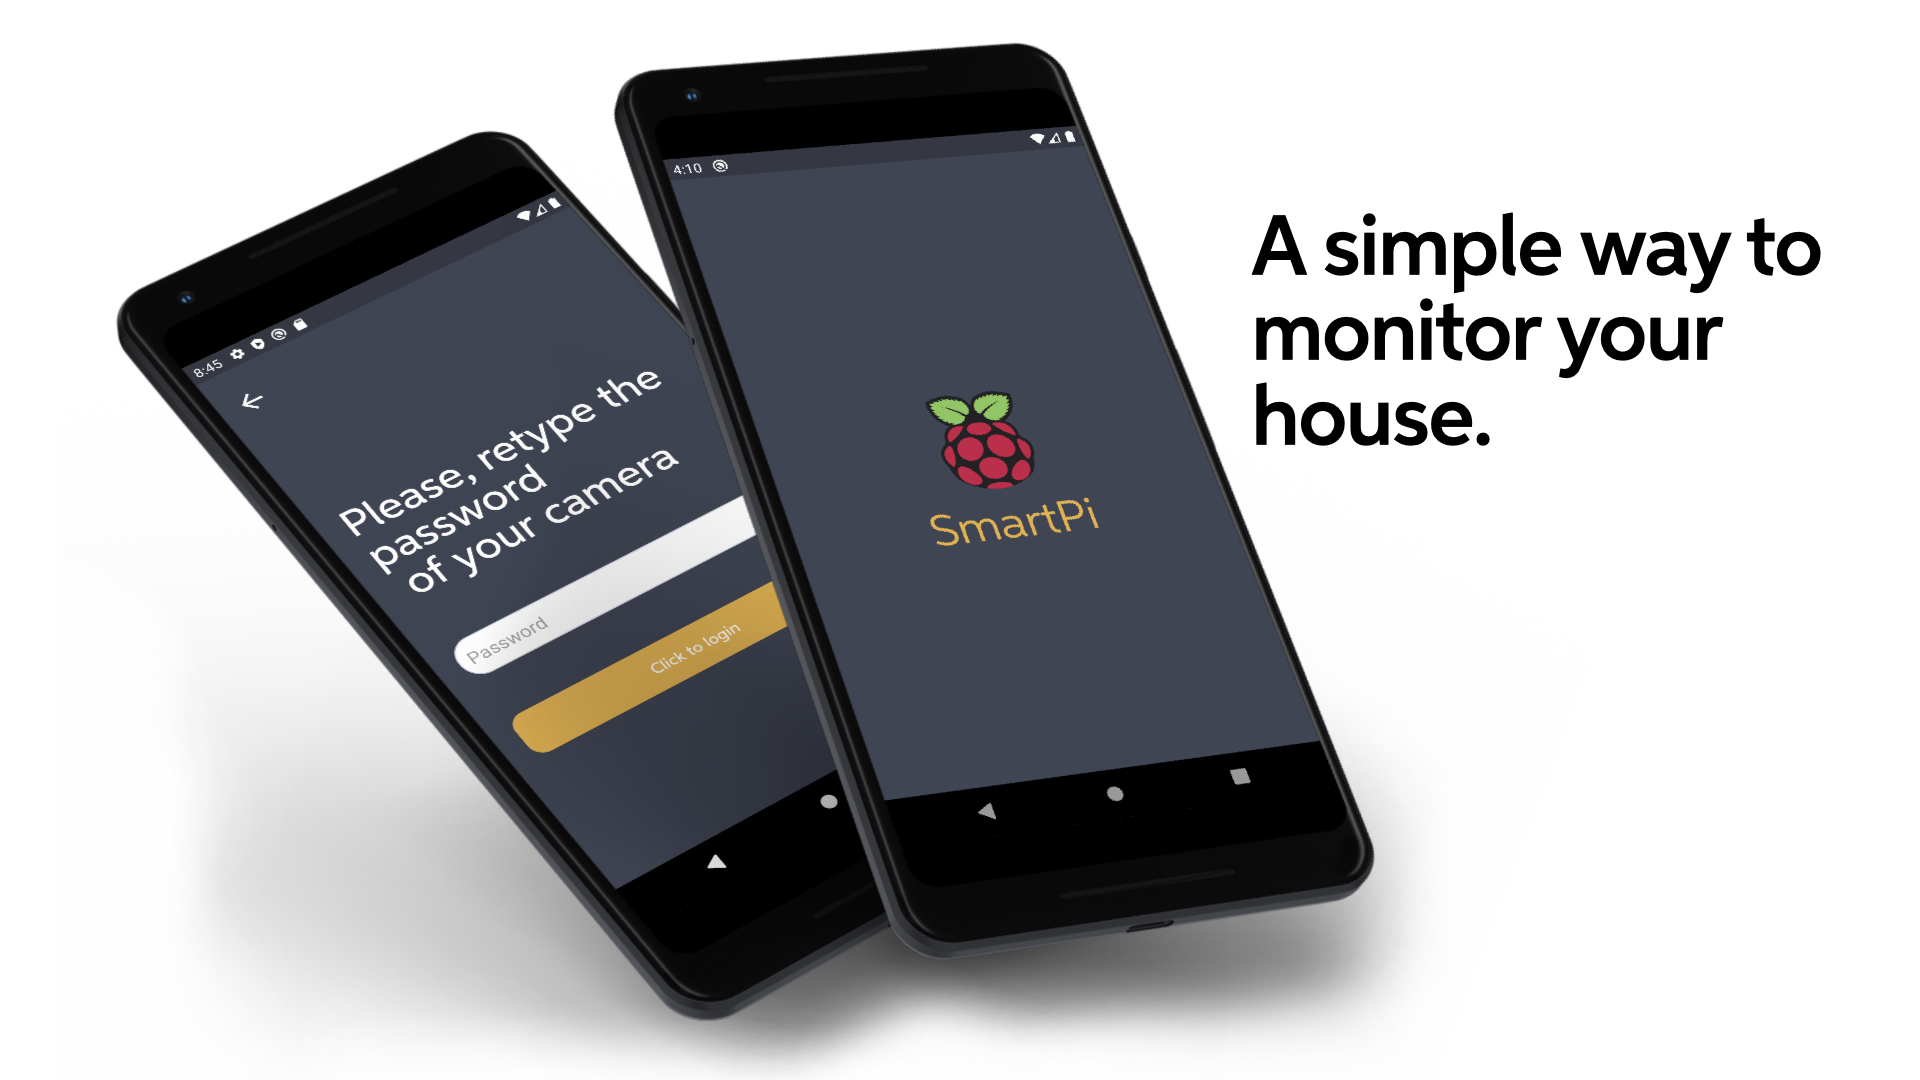 A simple way to
monitor your
house.
4:10
SmartPi
8:45
Please, retype the
password
of your camera
Password
Click to login